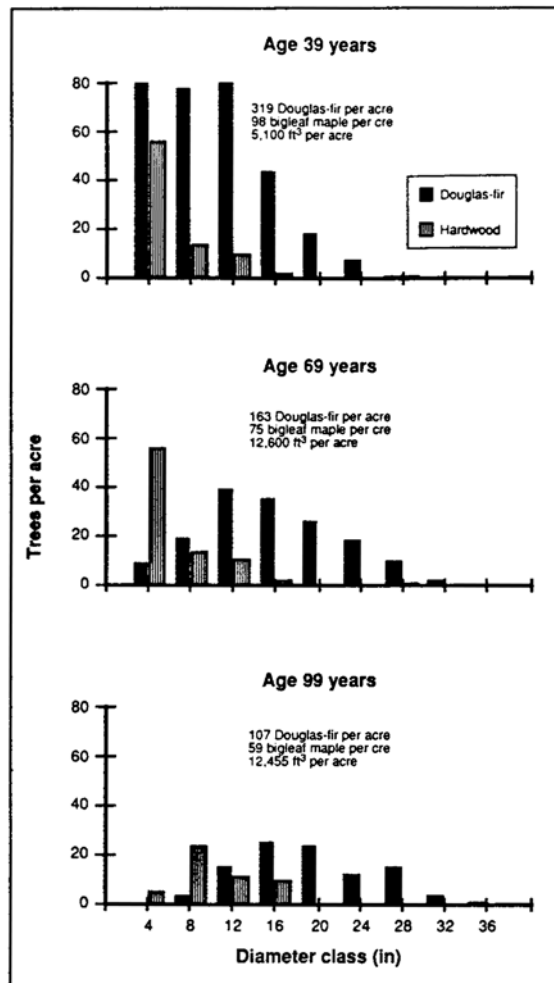 Age 39 years
80
60
40
20
0
319 Douglas-fir per acre
98 bigleaf maple per cre
5,100 ft³ per acre
Douglas-fir
Hardwood
Age 69 years
80
60
40
20
0
163 Douglas-fir per acre
75 bigleaf maple per cre
12,600 ft³ per acre
Trees per acre
Age 99 years
80
60
40
20
0
107 Douglas-fir per acre
59 bigleaf maple per cre
12,455 ft³ per acre
4 8 12 16 20 24 28 32 36
Diameter class (in)